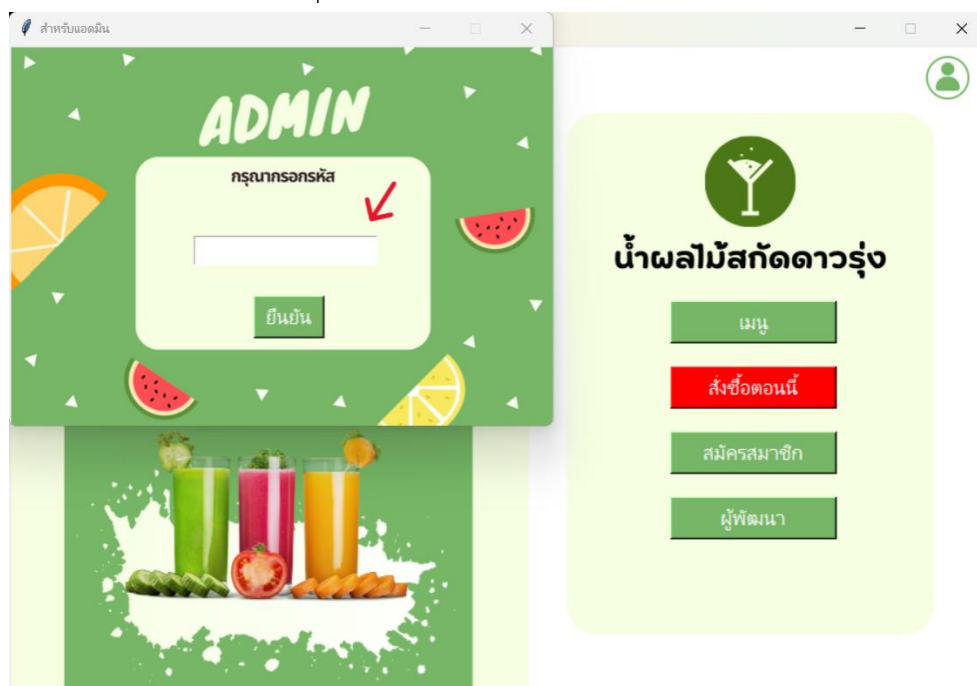 สำหรับแอดมิน
ADMIN
กรุณากรอกรหัส
ยืนยัน
น้ำผลไม้สกัดดาวรุ่ง
เมนู
สั่งซื้อตอนนี้
สมัครสมาชิก
ผู้พัฒนา